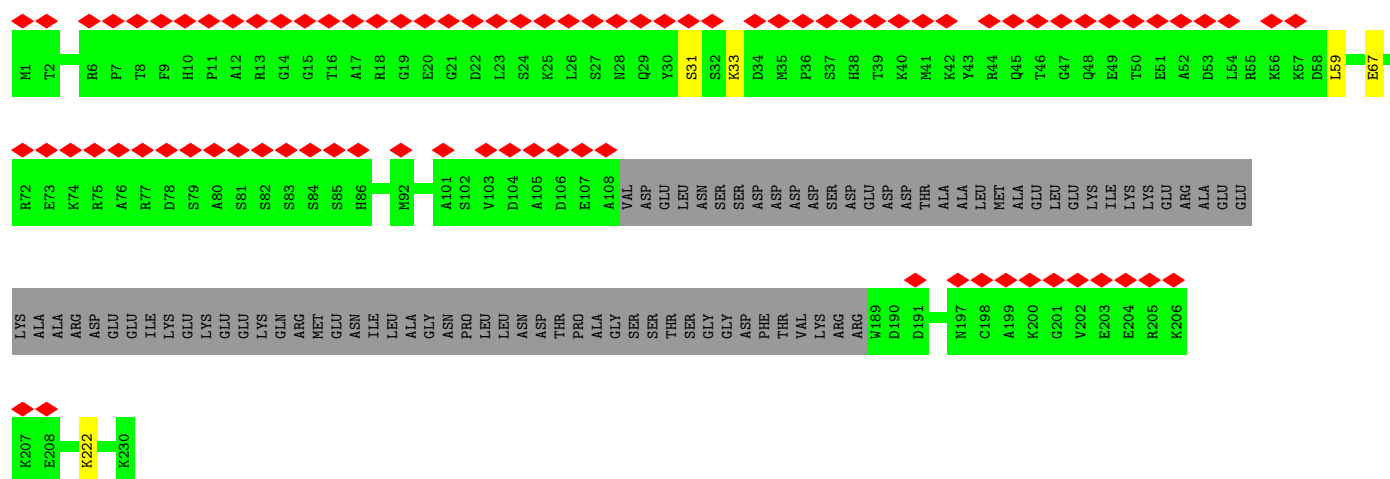 M1 T2 R6 P7 T8 F9 H10 P11 A12 R13 G14 G15 T16 A17 R18 G19 E20 G21 D22 L23 S24 K25 L26 S27 N28 Q29 Y30 S31 S32 K33 D34 M35 P36 S37 H38 T39 K40 M41 K42 Y43 R44 Q45 T46 G47 Q48 E49 T50 E51 A52 D53 L54 R55 K56 K57 D58 L59 E67
R72 E73 K74 R75 A76 R77 D78 S79 A80 S81 S82 S83 S84 S85 H86 M92 A101 S102 V103 D104 A105 D106 E107 A108 VAL ASP GLU LEU ASN SER SER ASP ASP ASP ASP SER ASP GLU ASP ASP THR ALA ALA LEU MET ALA GLU LEU GLU LYS ILE LYS LYS GLU ARG ALA GLU GLU
LYS ALA ALA ARG ASP GLU GLU ILE LYS GLU LYS GLU GLU LYS GLN ARG MET GLU ASN ILE LEU ALA GLY ASN PRO LEU LEU ASN ASP THR PRO ALA GLY SER SER THR SER GLY GLY ASP PHE THR VAL LYS ARG ARG W189 D190 D191 N197 C198 A199 K200 G201 V202 E203 E204 R205 K206
K207 E208 K222 K230